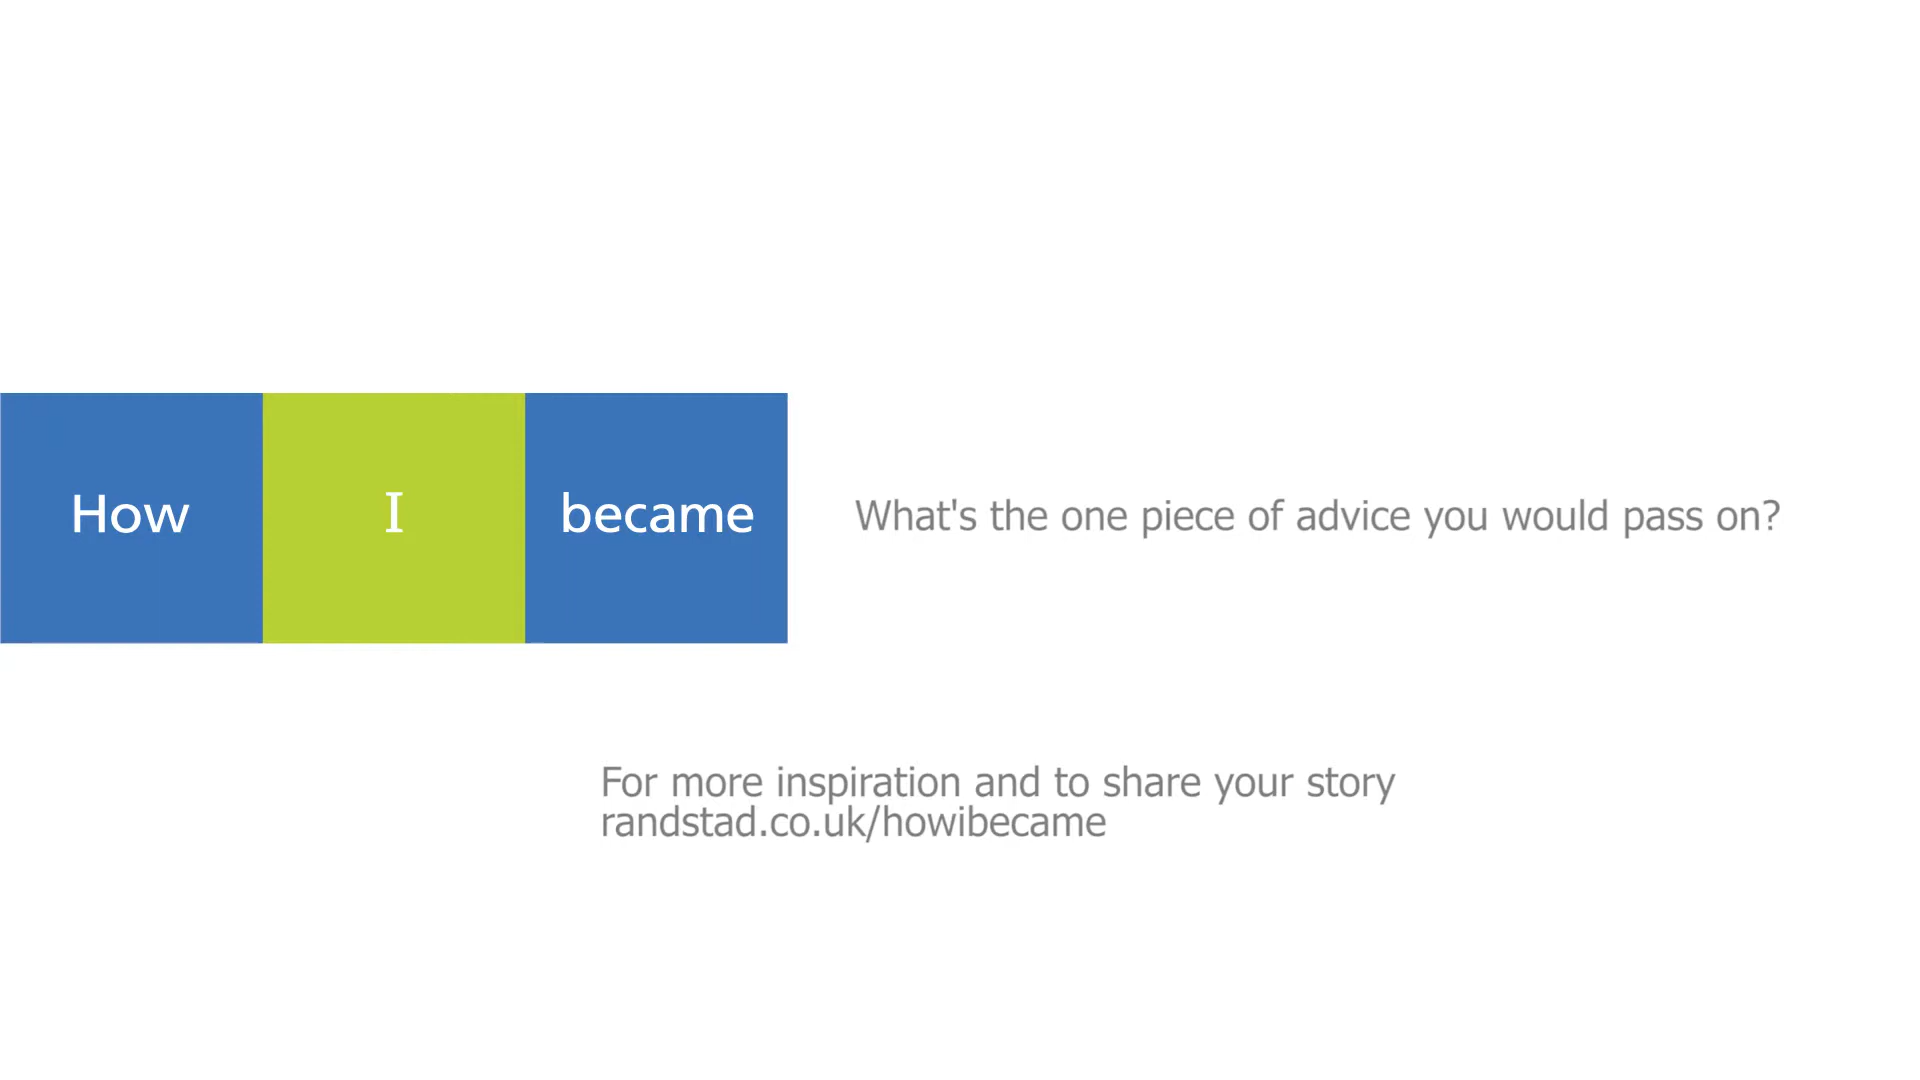 How I became
What's the one piece of advice you would pass on?
For more inspiration and to share your story
randstad.co.uk/howibecame